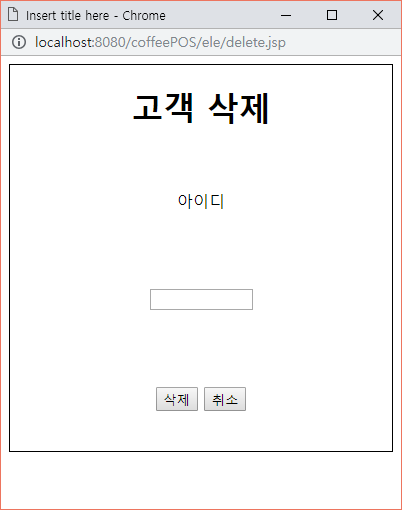 Insert title here - Chrome
localhost:8080/coffeePOS/ele/delete.jsp
고객 삭제
아이디
삭제 취소